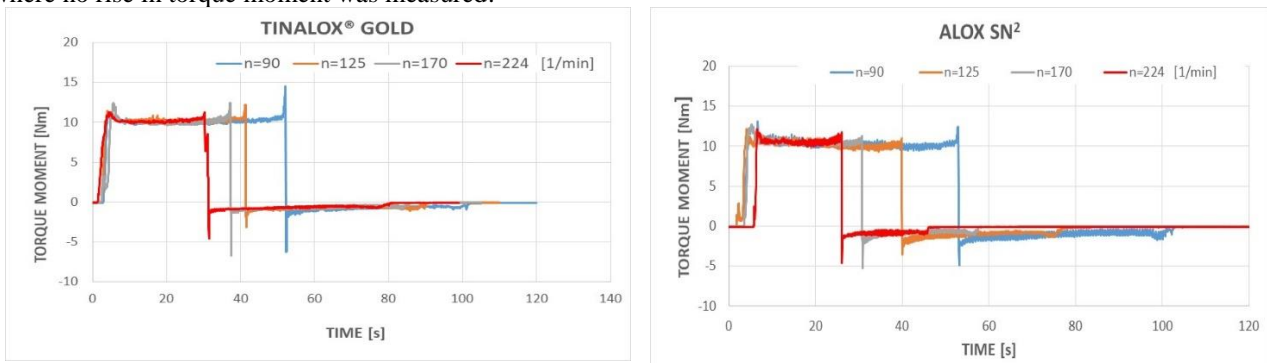 where no rise in torque moment was measured.
TINALOX® GOLD
n=90 n=125 n=170 n=224 [1/min]
TORQUE MOMENT [Nm]
20
15
10
5
0
-5
-10
0 20 40 60 80 100 120 140
TIME [s]
ALOX SN²
n=90 n=125 n=170 n=224 [1/min]
TORQUE MOMENT [Nm]
20
15
10
5
0
-5
-10
0 20 40 60 80 100 120
TIME [s]